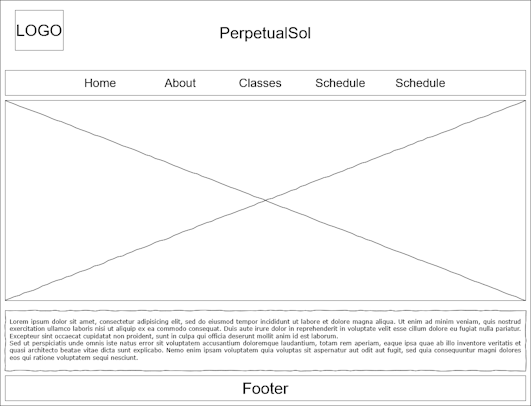 LOGO
PerpetualSol
Home About Classes Schedule Schedule
Lorem ipsum dolor sit amet, consectetur adipisicing elit, sed do eiusmod tempor incididunt ut labore et dolore magna aliqua. Ut enim ad minim veniam, quis nostrud
exercitation ullamco laboris nisi ut aliquip ex ea commodo consequat. Duis aute irure dolor in reprehenderit in voluptate velit esse cillum dolore eu fugiat nulla pariatur.
Excepteur sint occaecat cupidatat non proident, sunt in culpa qui officia deserunt mollit anim id est laborum.
Sed ut perspiciatis unde omnis iste natus error sit voluptatem accusantium doloremque laudantium, totam rem aperiam, eaque ipsa quae ab illo inventore veritatis et
quasi architecto beatae vitae dicta sunt explicabo. Nemo enim ipsam voluptatem quia voluptas sit aspernatur aut odit aut fugit, sed quia consequuntur magni dolores
eos qui ratione voluptatem sequi nesciunt.
Footer